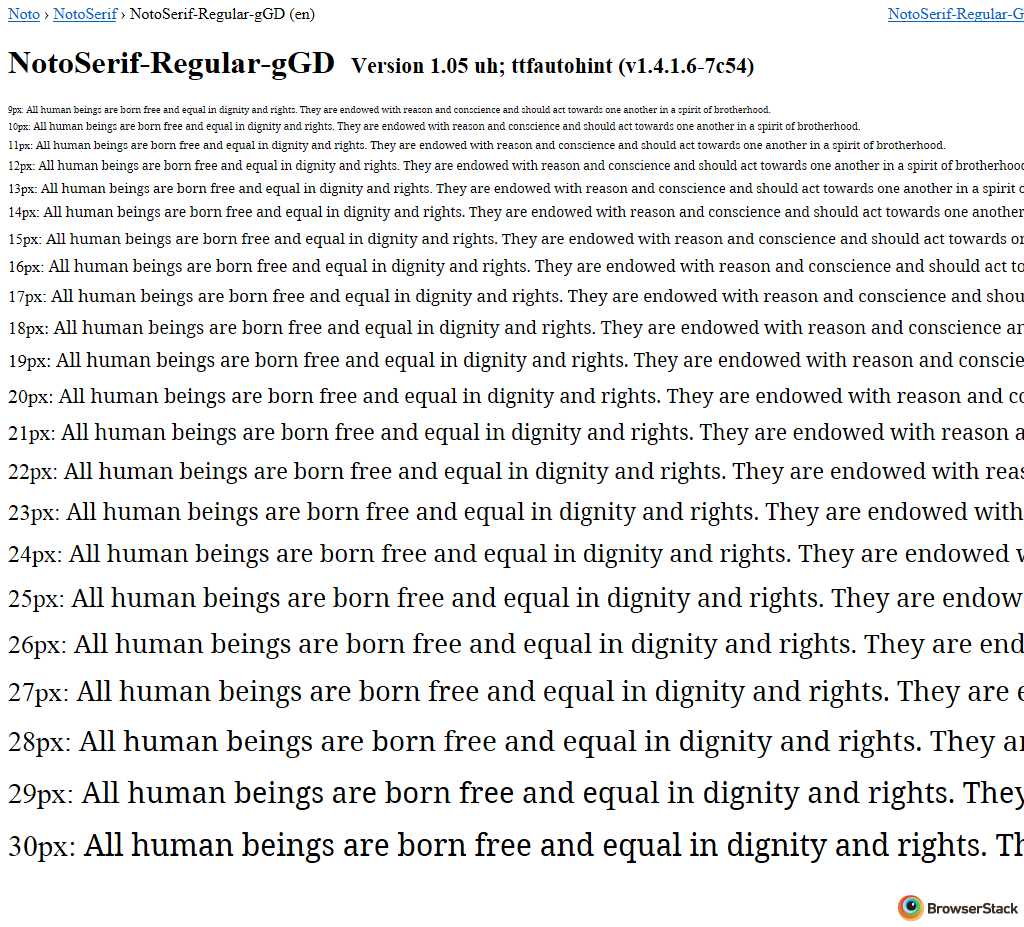 Noto › NotoSerif › NotoSerif-Regular-gGD (en)
NotoSerif-Regular-G
NotoSerif-Regular-gGD Version 1.05 uh; ttfautohint (v1.4.1.6-7c54)
9px: All human beings are born free and equal in dignity and rights. They are endowed with reason and conscience and should act towards one another in a spirit of brotherhood.
10px: All human beings are born free and equal in dignity and rights. They are endowed with reason and conscience and should act towards one another in a spirit of brotherhood.
11px: All human beings are born free and equal in dignity and rights. They are endowed with reason and conscience and should act towards one another in a spirit of brotherhood.
12px: All human beings are born free and equal in dignity and rights. They are endowed with reason and conscience and should act towards one another in a spirit of brotherhoo
13px: All human beings are born free and equal in dignity and rights. They are endowed with reason and conscience and should act towards one another in a spirit
14px: All human beings are born free and equal in dignity and rights. They are endowed with reason and conscience and should act towards one another
15px: All human beings are born free and equal in dignity and rights. They are endowed with reason and conscience and should act towards
16px: All human beings are born free and equal in dignity and rights. They are endowed with reason and conscience and should act to
17px: All human beings are born free and equal in dignity and rights. They are endowed with reason and conscience and shou
18px: All human beings are born free and equal in dignity and rights. They are endowed with reason and conscience
19px: All human beings are born free and equal in dignity and rights. They are endowed with reason and conscie
20px: All human beings are born free and equal in dignity and rights. They are endowed with reason and
21px: All human beings are born free and equal in dignity and rights. They are endowed with reason a
22px: All human beings are born free and equal in dignity and rights. They are endowed with reas
23px: All human beings are born free and equal in dignity and rights. They are endowed with
24px: All human beings are born free and equal in dignity and rights. They are endowed
25px: All human beings are born free and equal in dignity and rights. They are endow
26px: All human beings are born free and equal in dignity and rights. They are end
27px: All human beings are born free and equal in dignity and rights. They are
28px: All human beings are born free and equal in dignity and rights. They
29px: All human beings are born free and equal in dignity and rights. They
30px: All human beings are born free and equal in dignity and rights. Th
BrowserStack